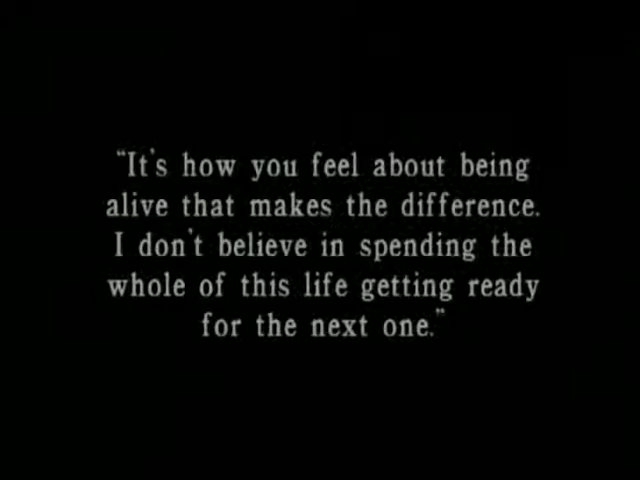 "It's how you feel about being
alive that makes the difference.
I don't believe in spending the
whole of this life getting ready
for the next one."